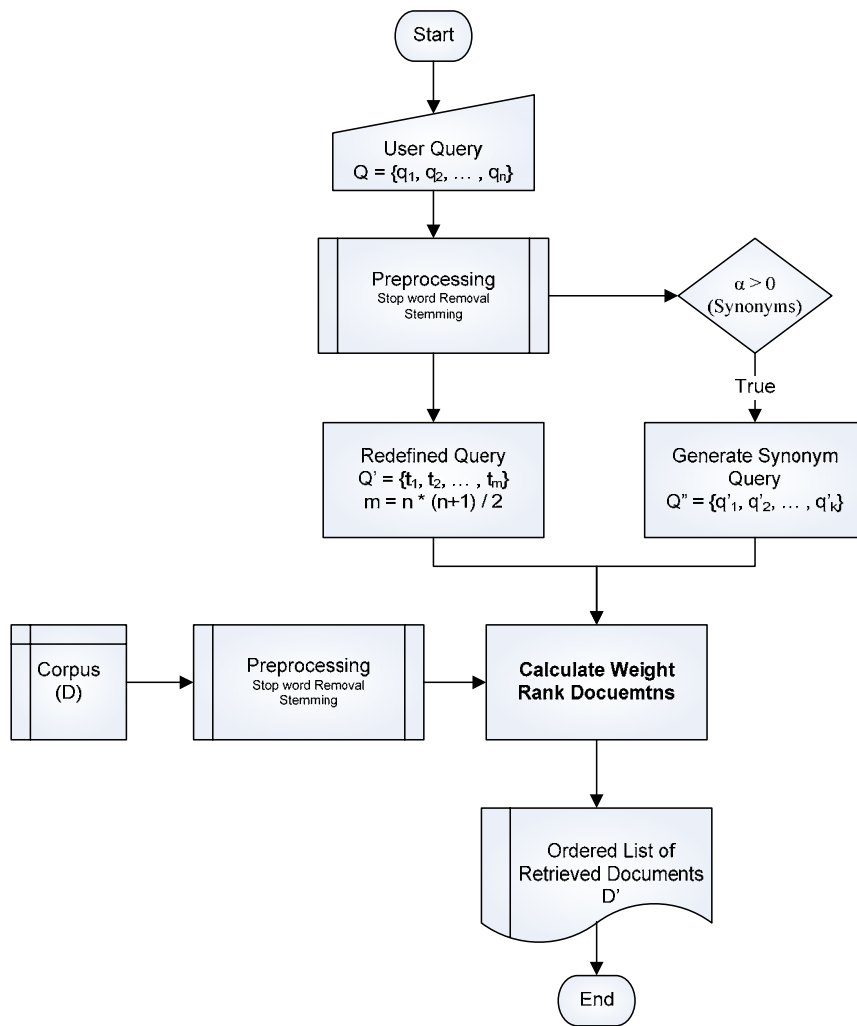 Start
User Query
Q = {q₁, q₂, … , qₙ}
Preprocessing
Stop word Removal
Stemming
α > 0
(Synonyms)
True
Redefined Query
Q’ = {t₁, t₂, … , tₘ}
m = n * (n+1) / 2
Generate Synonym
Query
Q” = {q’₁, q’₂, … , q’ₖ}
Corpus
(D)
Preprocessing
Stop word Removal
Stemming
Calculate Weight
Rank Docuemtns
Ordered List of
Retrieved Documents
D’
End